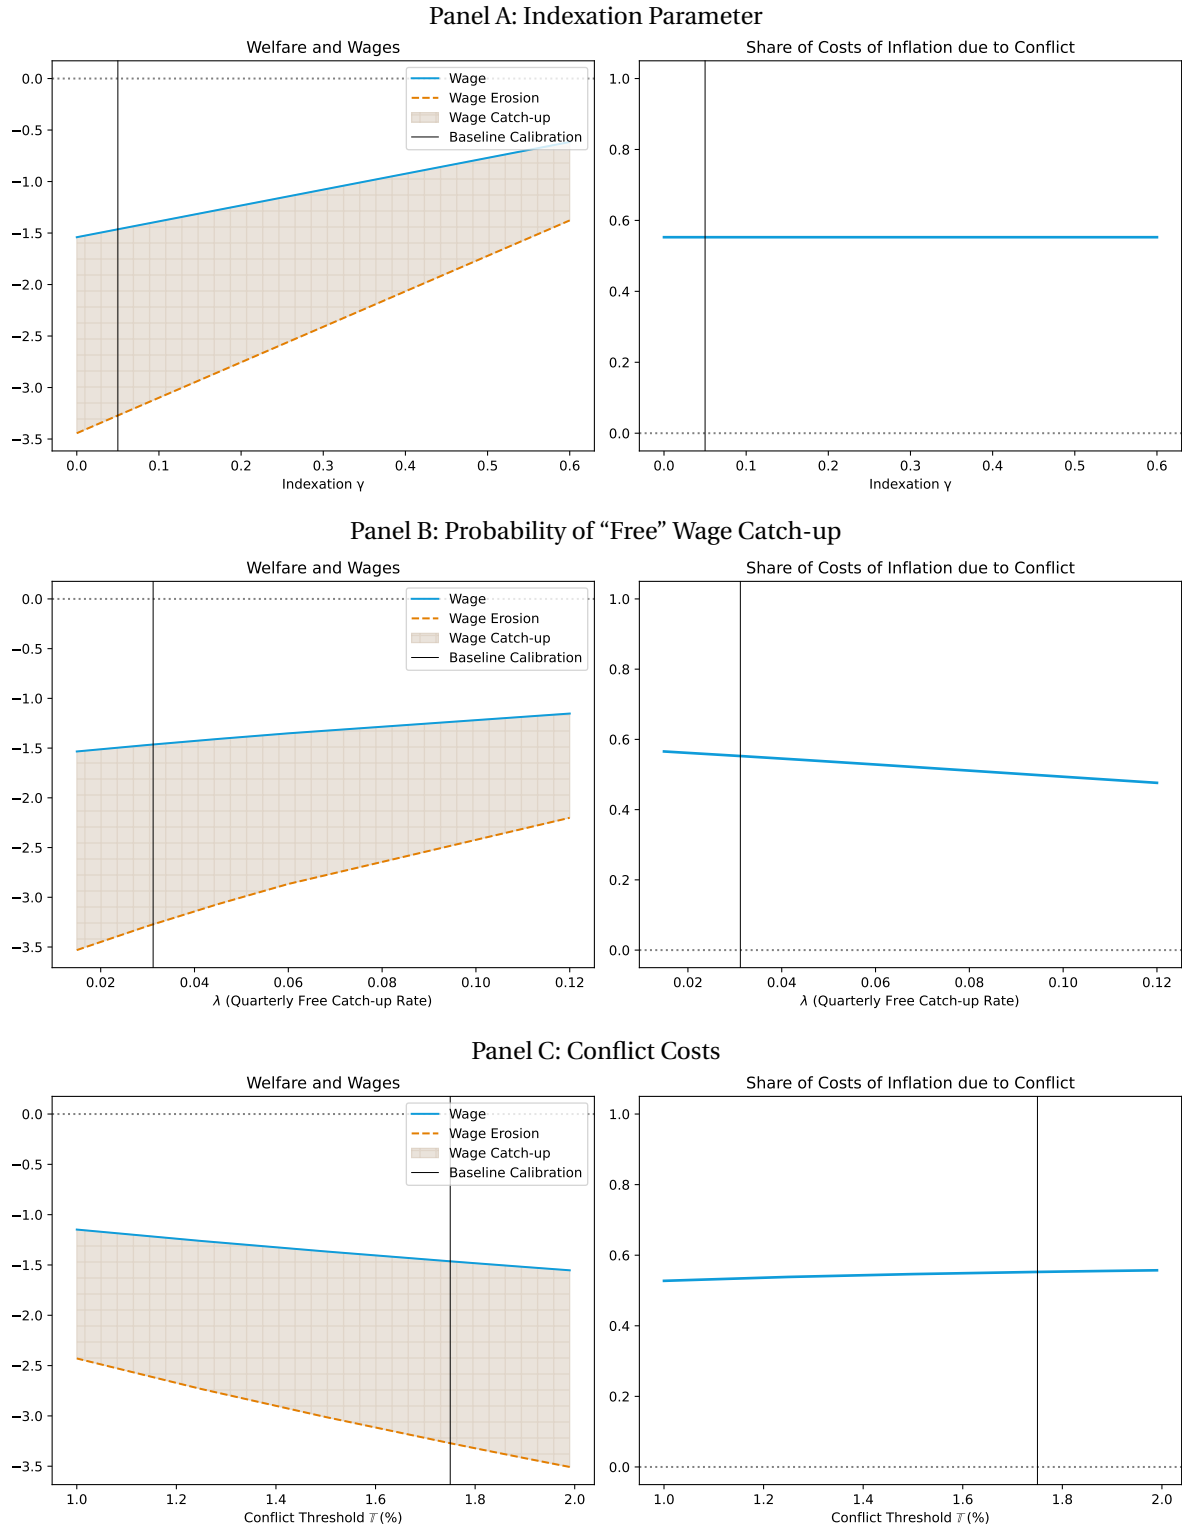 Panel A: Indexation Parameter
Welfare and Wages
0.0
−0.5
−1.0
−1.5
−2.0
−2.5
−3.0
−3.5
Wage
Wage Erosion
Wage Catch-up
Baseline Calibration
0.0 0.1 0.2 0.3 0.4 0.5 0.6
Indexation γ
Share of Costs of Inflation due to Conflict
1.0
0.8
0.6
0.4
0.2
0.0
0.0 0.1 0.2 0.3 0.4 0.5 0.6
Indexation γ
Panel B: Probability of “Free” Wage Catch-up
Welfare and Wages
0.0
−0.5
−1.0
−1.5
−2.0
−2.5
−3.0
−3.5
Wage
Wage Erosion
Wage Catch-up
Baseline Calibration
0.02 0.04 0.06 0.08 0.10 0.12
λ (Quarterly Free Catch-up Rate)
Share of Costs of Inflation due to Conflict
1.0
0.8
0.6
0.4
0.2
0.0
0.02 0.04 0.06 0.08 0.10 0.12
λ (Quarterly Free Catch-up Rate)
Panel C: Conflict Costs
Welfare and Wages
0.0
−0.5
−1.0
−1.5
−2.0
−2.5
−3.0
−3.5
Wage
Wage Erosion
Wage Catch-up
Baseline Calibration
1.0 1.2 1.4 1.6 1.8 2.0
Conflict Threshold 𝕋 (%)
Share of Costs of Inflation due to Conflict
1.0
0.8
0.6
0.4
0.2
0.0
1.0 1.2 1.4 1.6 1.8 2.0
Conflict Threshold 𝕋 (%)